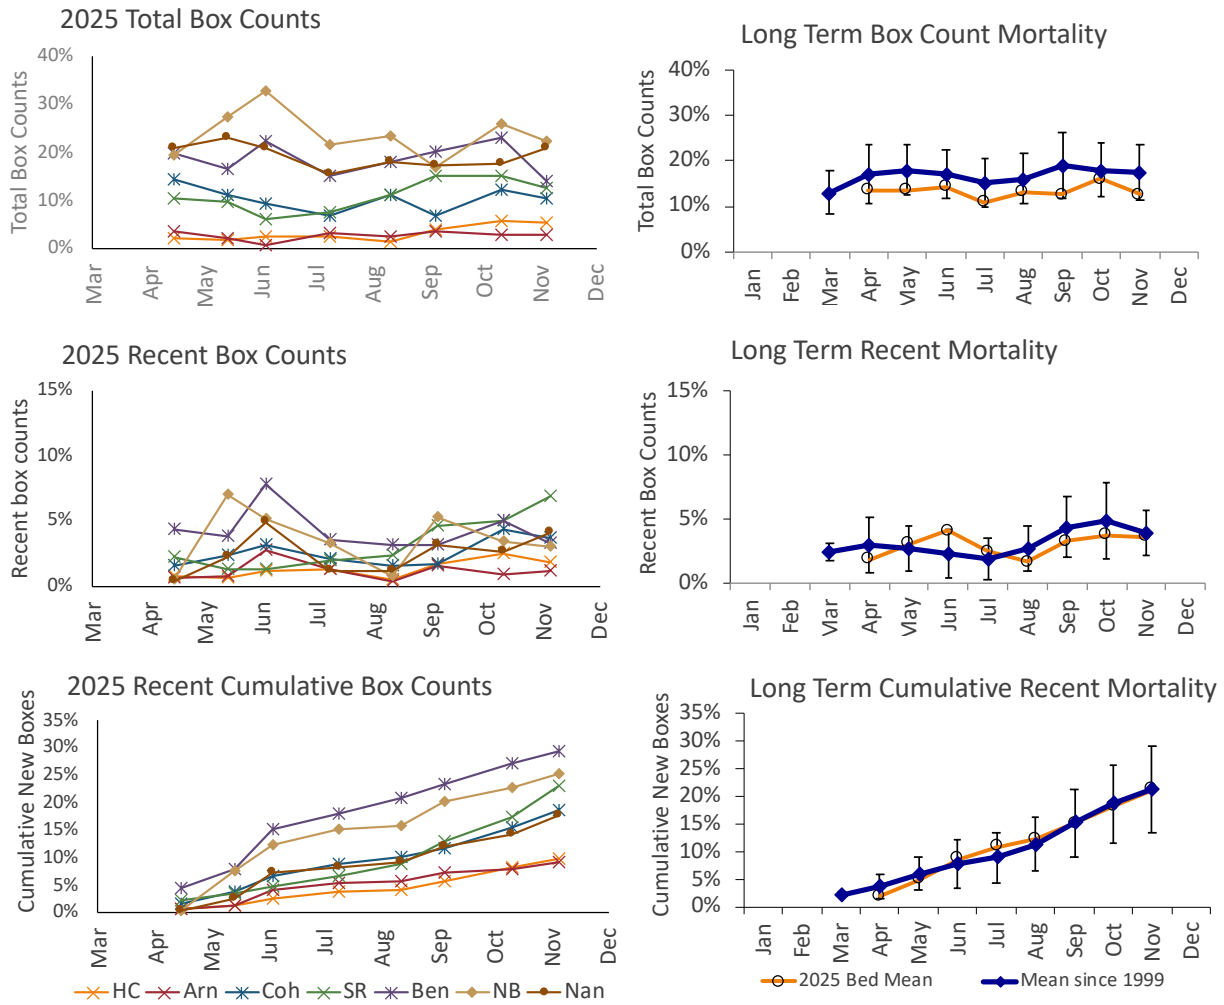 2025 Total Box Counts
Total Box Counts
40%
30%
20%
10%
0%
Mar Apr May Jun Jul Aug Sep Oct Nov Dec
Long Term Box Count Mortality
Total Box Counts
40%
30%
20%
10%
0%
Jan Feb Mar Apr May Jun Jul Aug Sep Oct Nov Dec
2025 Recent Box Counts
Recent box counts
15%
10%
5%
0%
Mar Apr May Jun Jul Aug Sep Oct Nov Dec
Long Term Recent Mortality
Recent Box Counts
15%
10%
5%
0%
Jan Feb Mar Apr May Jun Jul Aug Sep Oct Nov Dec
2025 Recent Cumulative Box Counts
Cumulative New Boxes
35%
30%
25%
20%
15%
10%
5%
0%
Mar Apr May Jun Jul Aug Sep Oct Nov Dec
HC Arn Coh SR Ben NB Nan
Long Term Cumulative Recent Mortality
Cumulative New Boxes
35%
30%
25%
20%
15%
10%
5%
0%
Jan Feb Mar Apr May Jun Jul Aug Sep Oct Nov Dec
2025 Bed Mean Mean since 1999